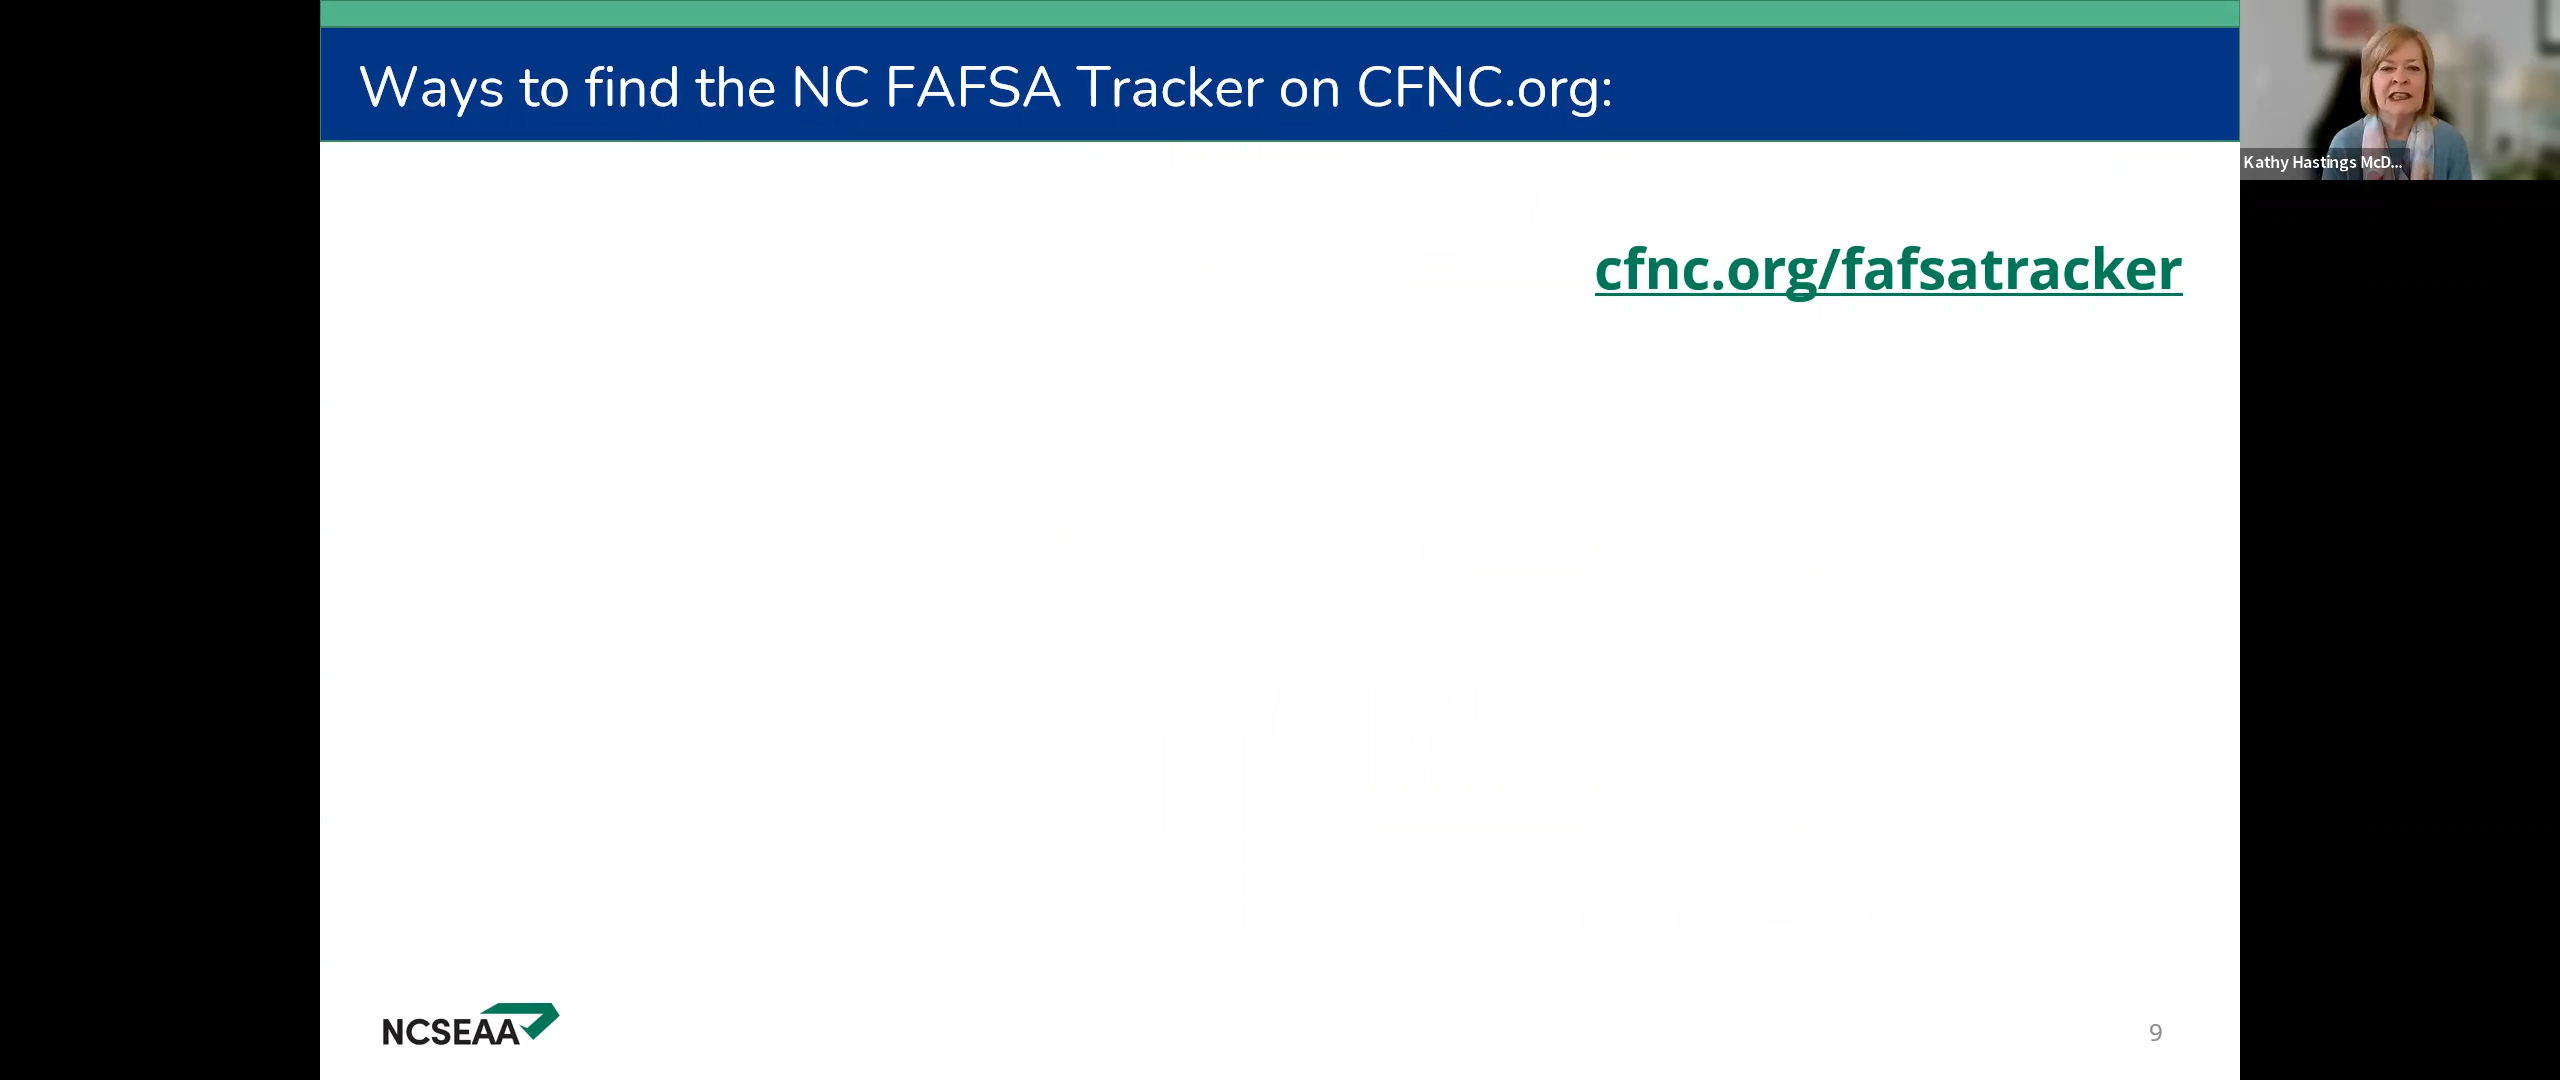 Ways to find the NC FAFSA Tracker on CFNC.org:
Kathy Hastings McD...
cfnc.org/fafsatracker
NCSEAA
9